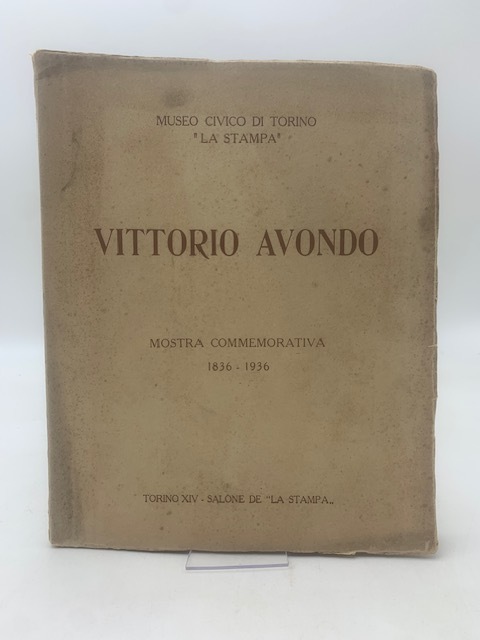 MUSEO CIVICO DI TORINO
"LA STAMPA"
VITTORIO AVONDO
MOSTRA COMMEMORATIVA
1836 - 1936
TORINO XIV - SALONE DE "LA STAMPA„